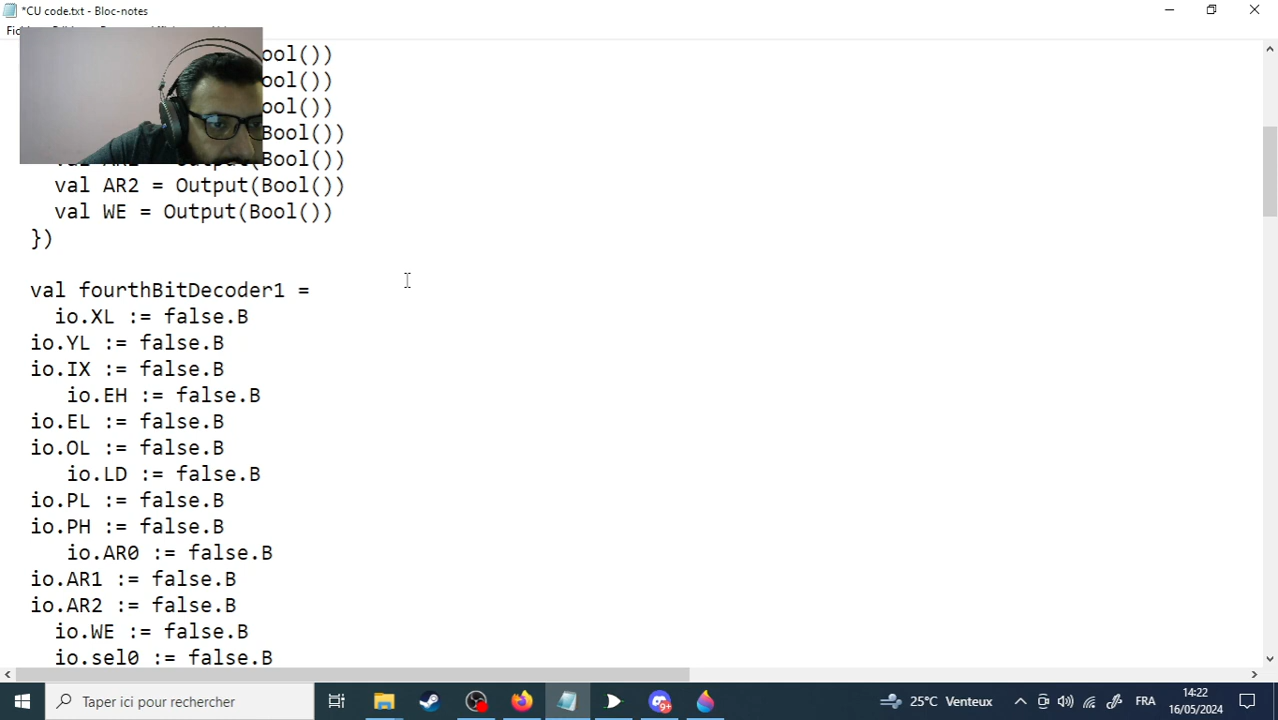 *CU code.txt - Bloc-notes
ool())
ool())
ool())
Bool())
Output(Bool())
val AR2 = Output(Bool())
val WE = Output(Bool())
})
val fourthBitDecoder1 =
io.XL := false.B
io.YL := false.B
io.IX := false.B
io.EH := false.B
io.EL := false.B
io.OL := false.B
io.LD := false.B
io.PL := false.B
io.PH := false.B
io.AR0 := false.B
io.AR1 := false.B
io.AR2 := false.B
io.WE := false.B
io.sel0 := false.B
Taper ici pour rechercher
9+
25°C Venteux
FRA
14:22
16/05/2024